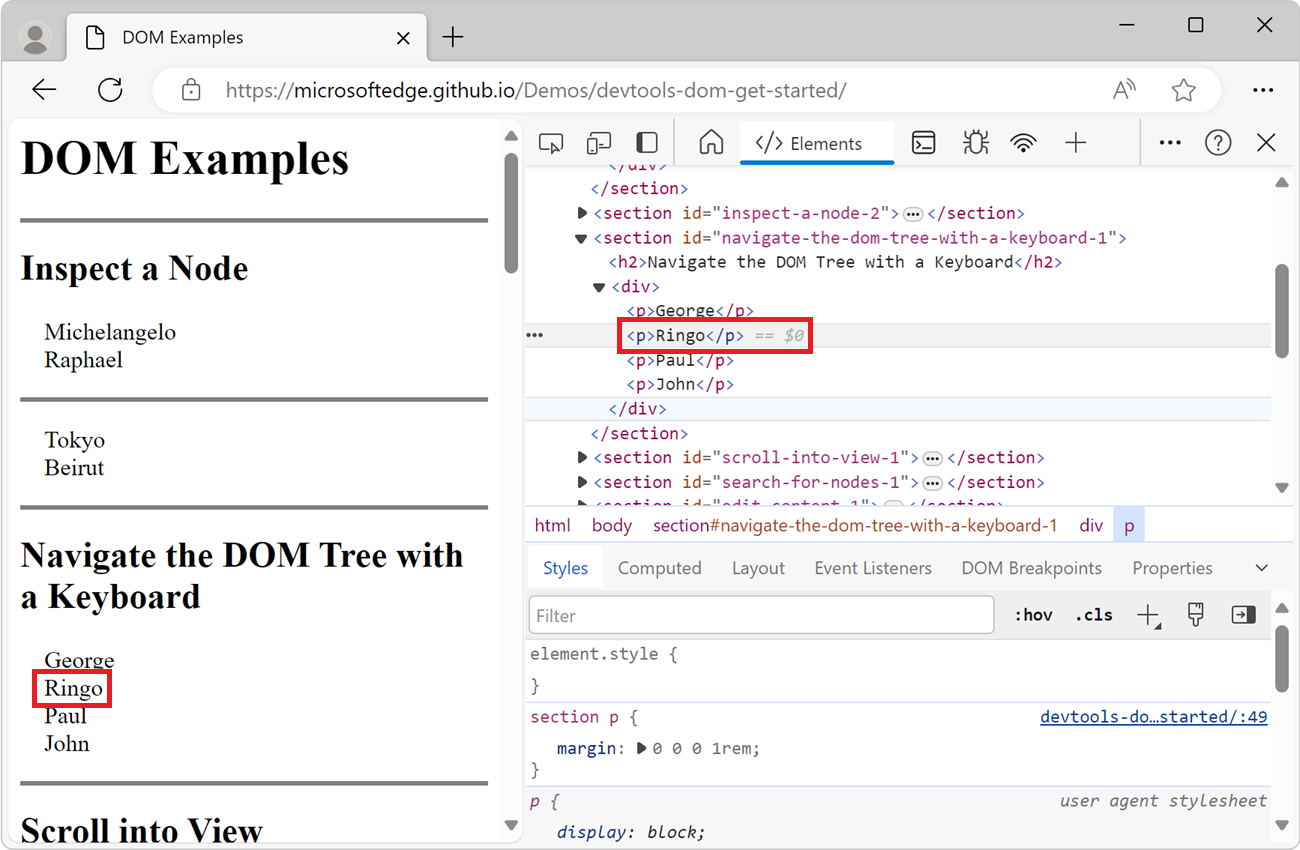 DOM Examples
https://microsoftedge.github.io/Demos/devtools-dom-get-started/
DOM Examples
Inspect a Node
Michelangelo
Raphael
Tokyo
Beirut
Navigate the DOM Tree with
a Keyboard
George
Ringo
Paul
John
Scroll into View
</> Elements
</div>
</section>
<section id="inspect-a-node-2"> ••• </section>
<section id="navigate-the-dom-tree-with-a-keyboard-1">
<h2>Navigate the DOM Tree with a Keyboard</h2>
<div>
<p>George</p>
<p>Ringo</p> == $0
<p>Paul</p>
<p>John</p>
</div>
</section>
<section id="scroll-into-view-1"> ••• </section>
<section id="search-for-nodes-1"> ••• </section>
<section id="edit-content-1"> ••• </section>
html body section#navigate-the-dom-tree-with-a-keyboard-1 div p
Styles Computed Layout Event Listeners DOM Breakpoints Properties
Filter :hov .cls
element.style {
}
section p { devtools-do…started/:49
margin: 0 0 0 1rem;
}
p { user agent stylesheet
display: block;